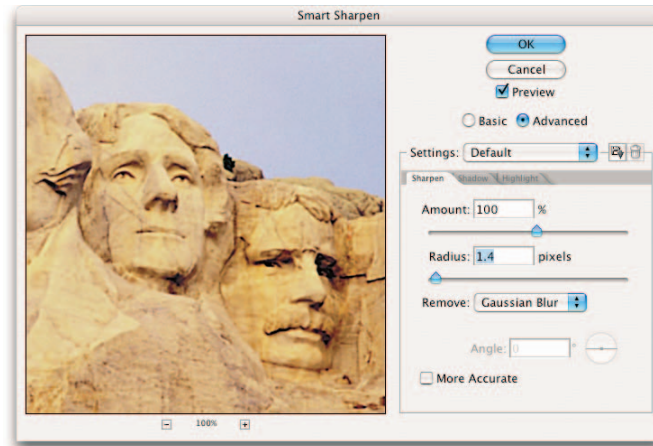 Smart Sharpen
OK
Cancel
Preview
Basic Advanced
Settings: Default
Sharpen Shadow Highlight
Amount: 100 %
Radius: 1.4 pixels
Remove: Gaussian Blur
Angle: 0 °
More Accurate
100%